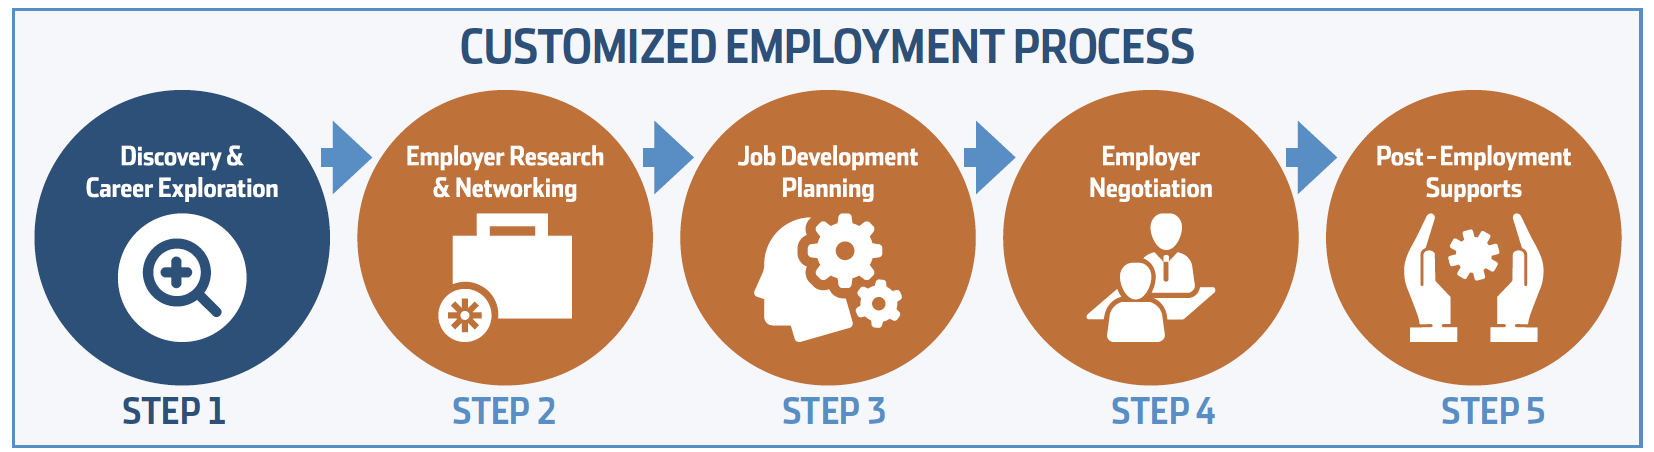 CUSTOMIZED EMPLOYMENT PROCESS
Discovery &
Career Exploration
Employer Research
& Networking
Job Development
Planning
Employer
Negotiation
Post-Employment
Supports
STEP 1
STEP 2
STEP 3
STEP 4
STEP 5